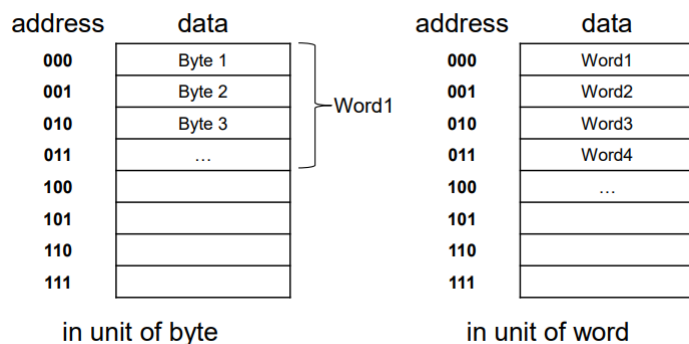 address data
000 Byte 1
001 Byte 2
010 Byte 3
011 ...
100
101
110
111
Word1
in unit of byte
address data
000 Word1
001 Word2
010 Word3
011 Word4
100 ...
101
110
111
in unit of word